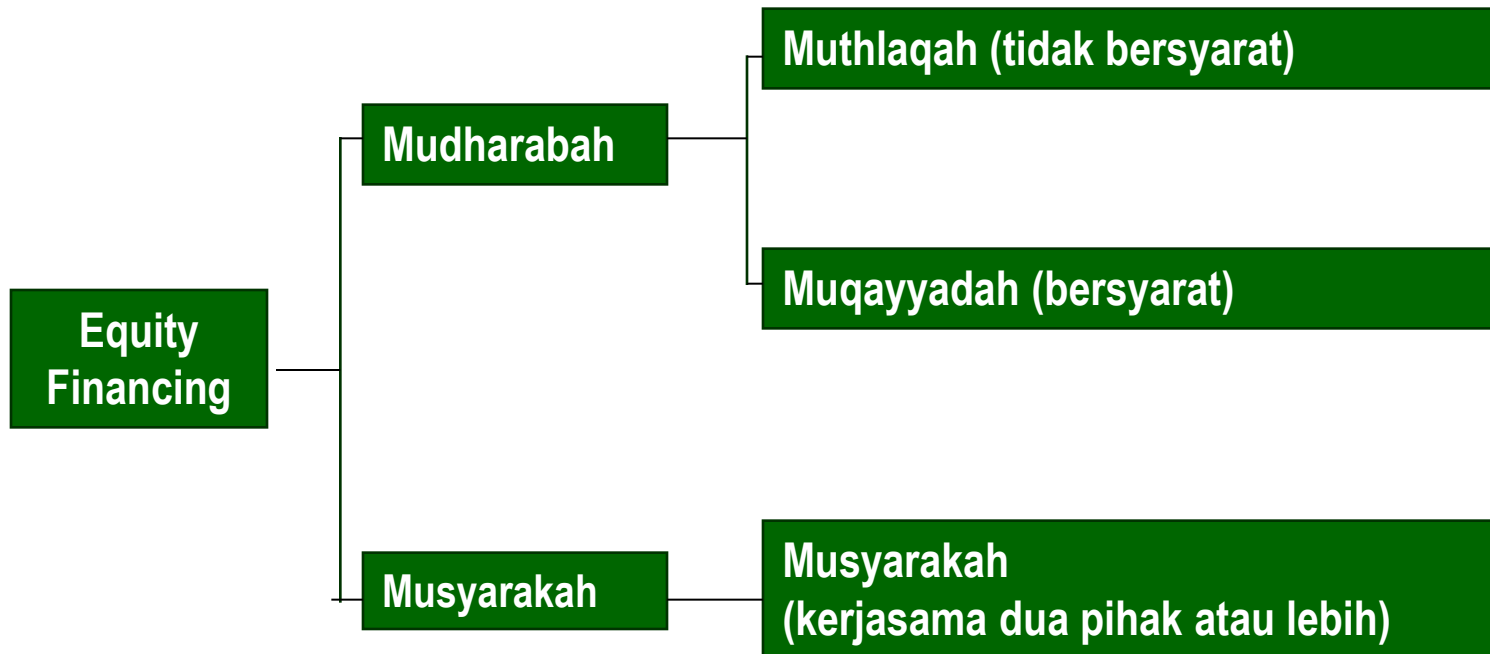 Equity
Financing
Mudharabah
Muthlaqah (tidak bersyarat)
Muqayyadah (bersyarat)
Musyarakah
Musyarakah
(kerjasama dua pihak atau lebih)